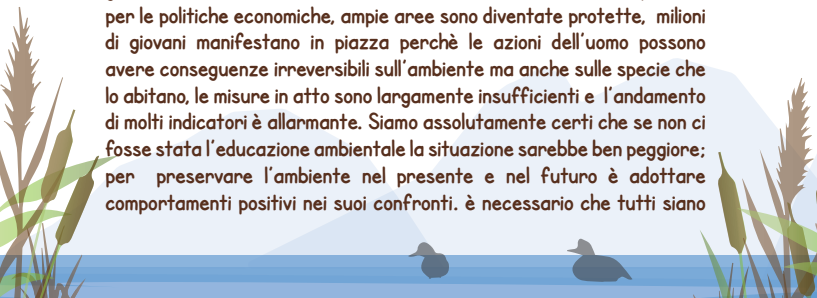 per le politiche economiche, ampie aree sono diventate protette, milioni
di giovani manifestano in piazza perchè le azioni dell'uomo possono
avere conseguenze irreversibili sull'ambiente ma anche sulle specie che
lo abitano, le misure in atto sono largamente insufficienti e l'andamento
di molti indicatori è allarmante. Siamo assolutamente certi che se non ci
fosse stata l'educazione ambientale la situazione sarebbe ben peggiore;
per preservare l'ambiente nel presente e nel futuro è adottare
comportamenti positivi nei suoi confronti. è necessario che tutti siano